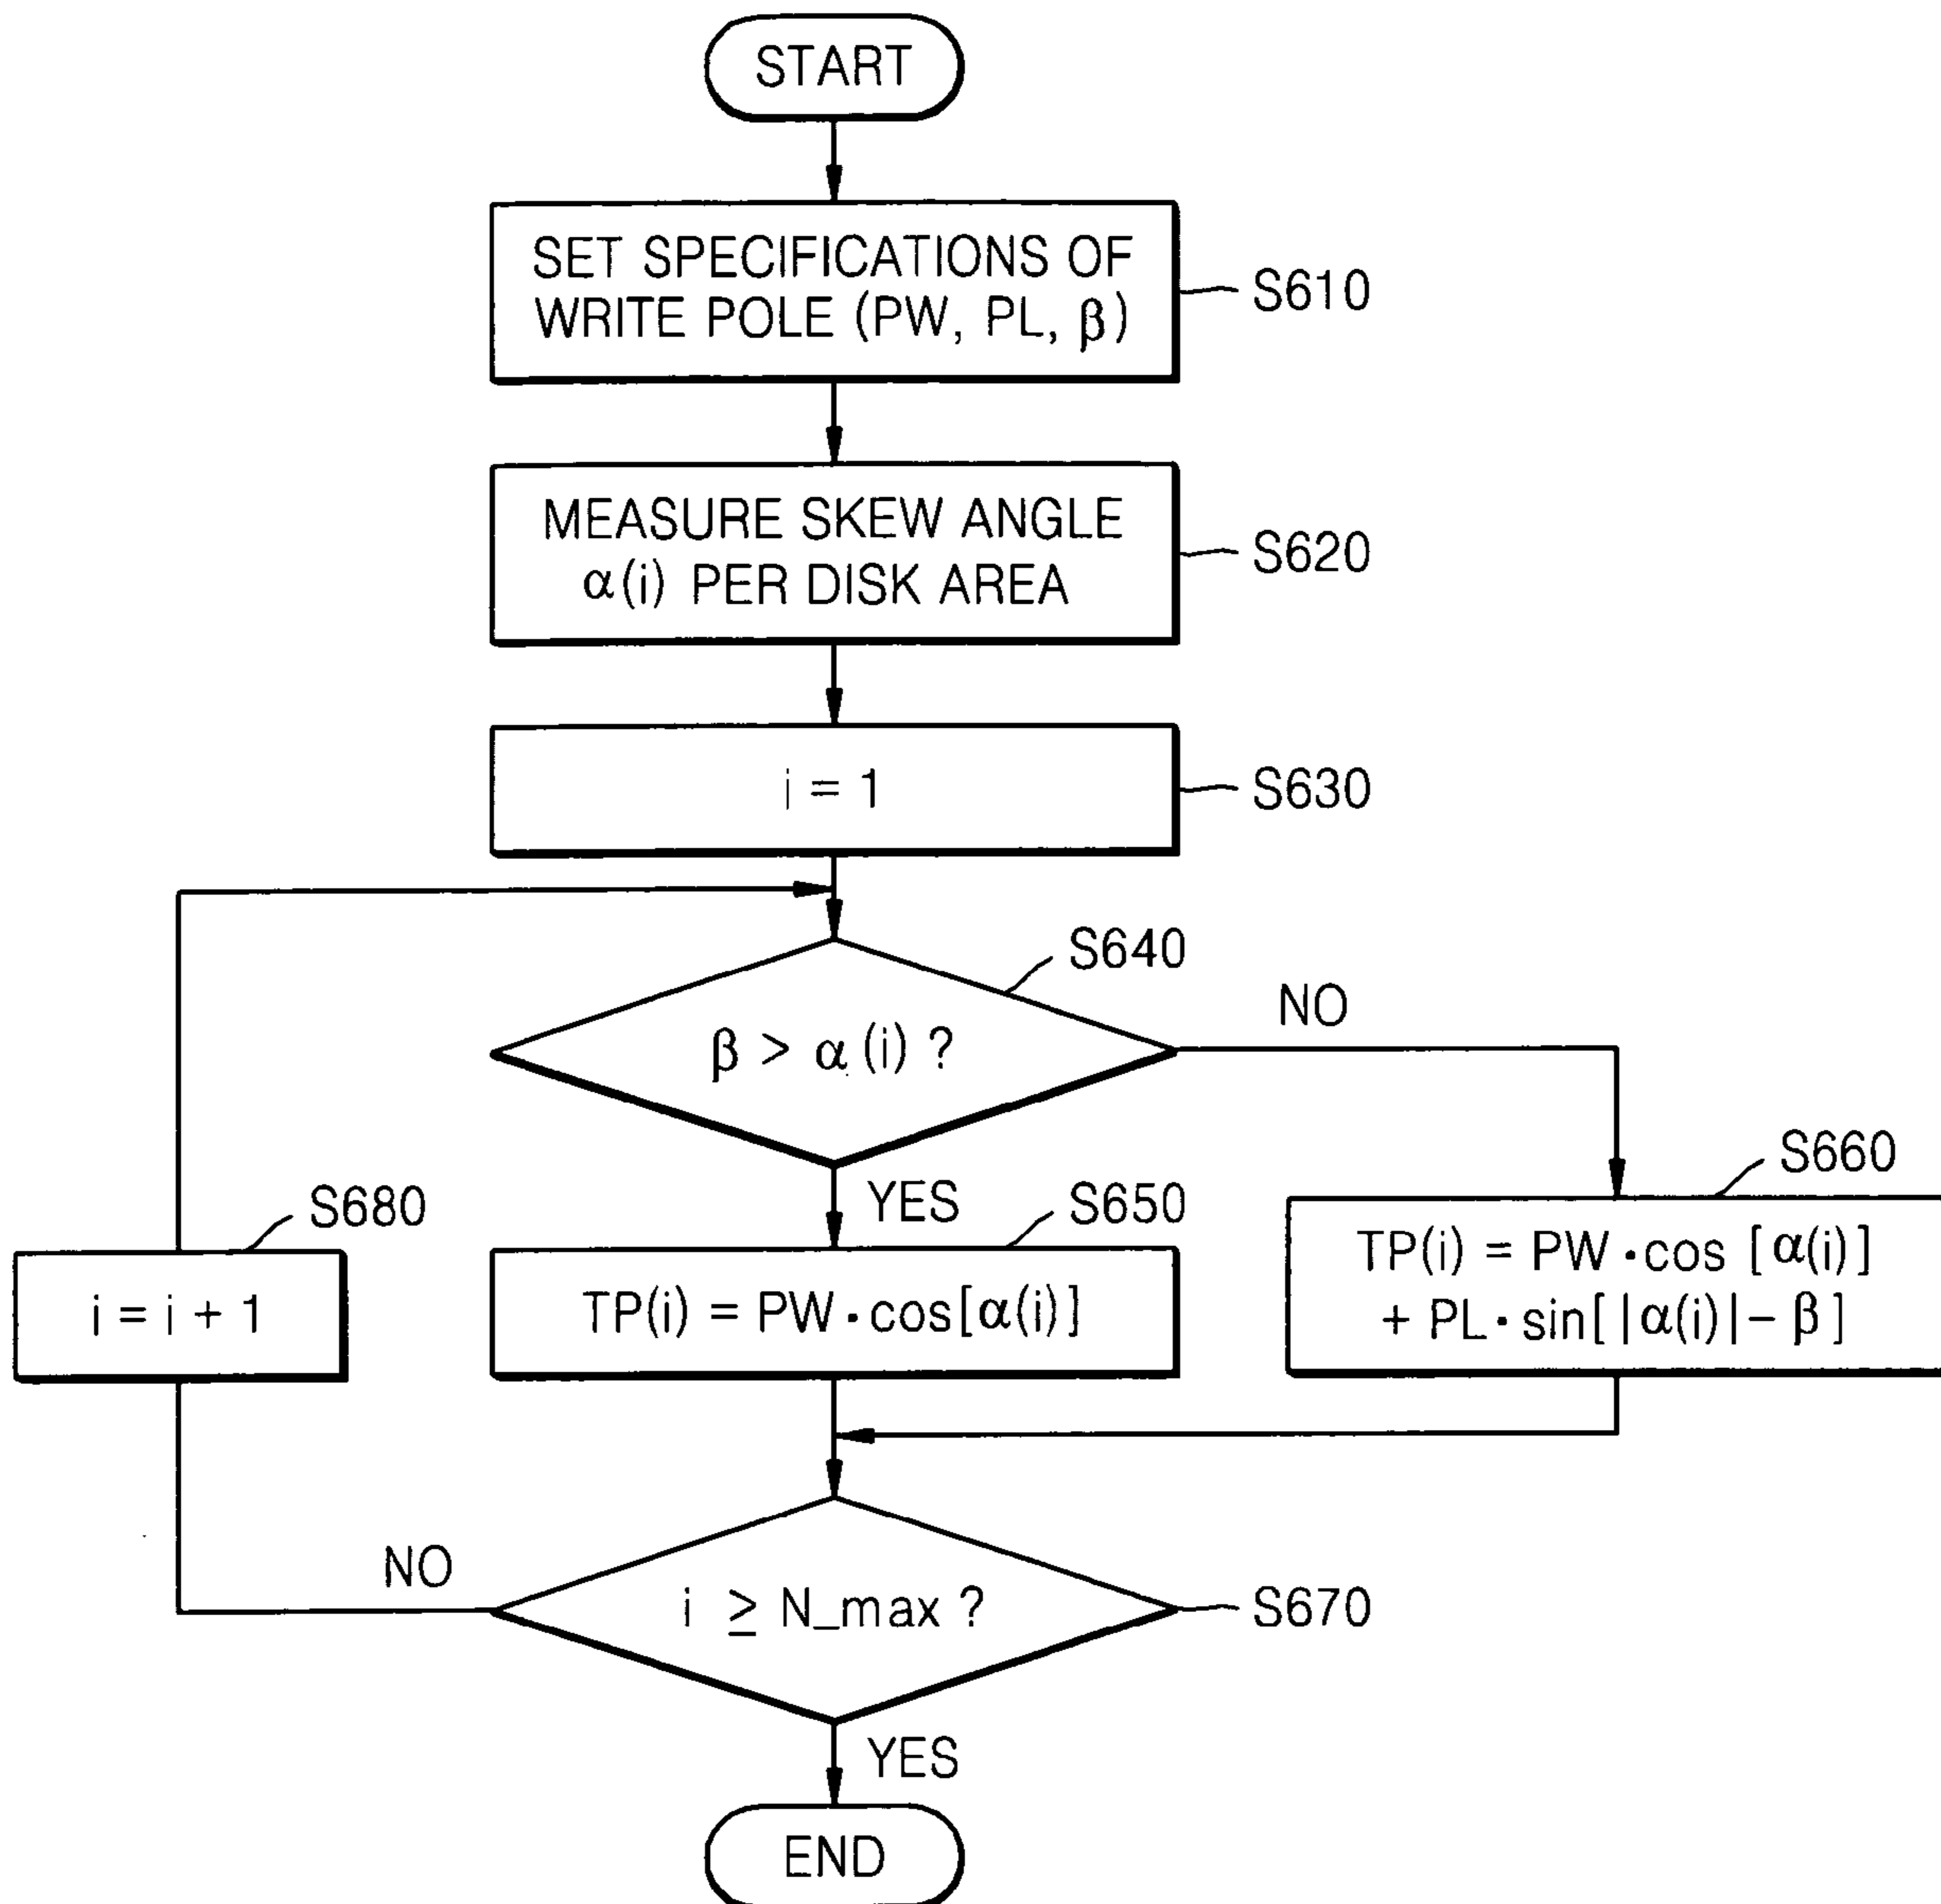 START
SET SPECIFICATIONS OF
WRITE POLE (PW, PL, β)
S610
MEASURE SKEW ANGLE
α(i) PER DISK AREA
S620
i = 1
S630
S640
β > α(i) ?
NO
YES
S680
i = i + 1
S650
TP(i) = PW·cos[α(i)]
S660
TP(i) = PW·cos [α(i)]
+ PL·sin[|α(i)|− β]
NO
i ≥ N_max ?
S670
YES
END